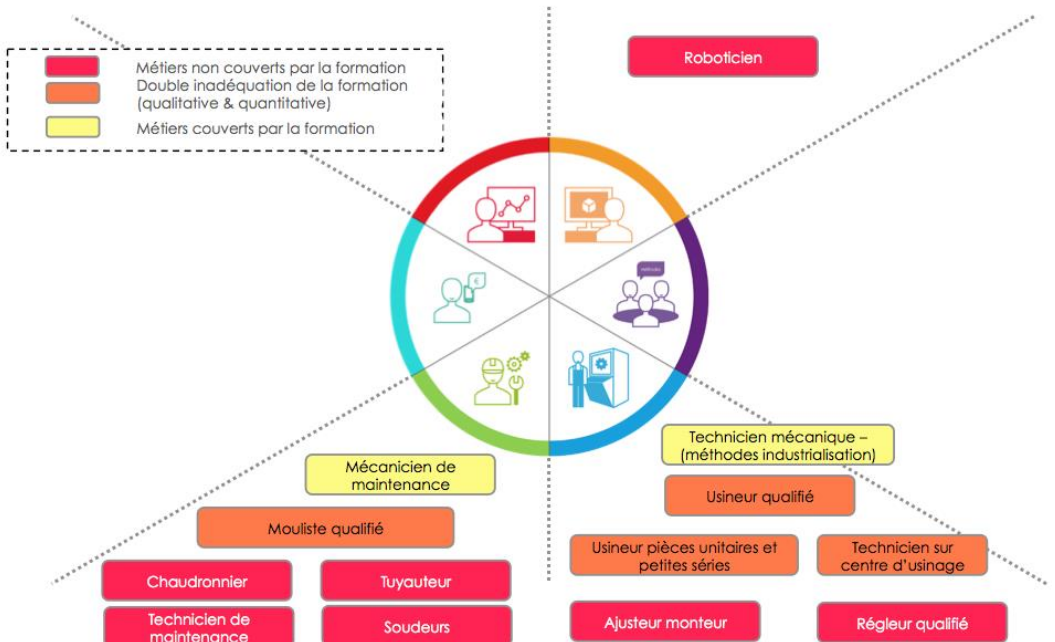 Roboticien
Métiers non couverts par la formation
Double inadéquation de la formation
(qualitative & quantitative)
Métiers couverts par la formation
€
Technicien mécanique –
(méthodes industrialisation)
Mécanicien de
maintenance
Usineur qualifié
Mouliste qualifié
Usineur pièces unitaires et
petites séries
Technicien sur
centre d’usinage
Chaudronnier
Tuyauteur
Ajusteur monteur
Régleur qualifié
Technicien de
maintenance
Soudeurs